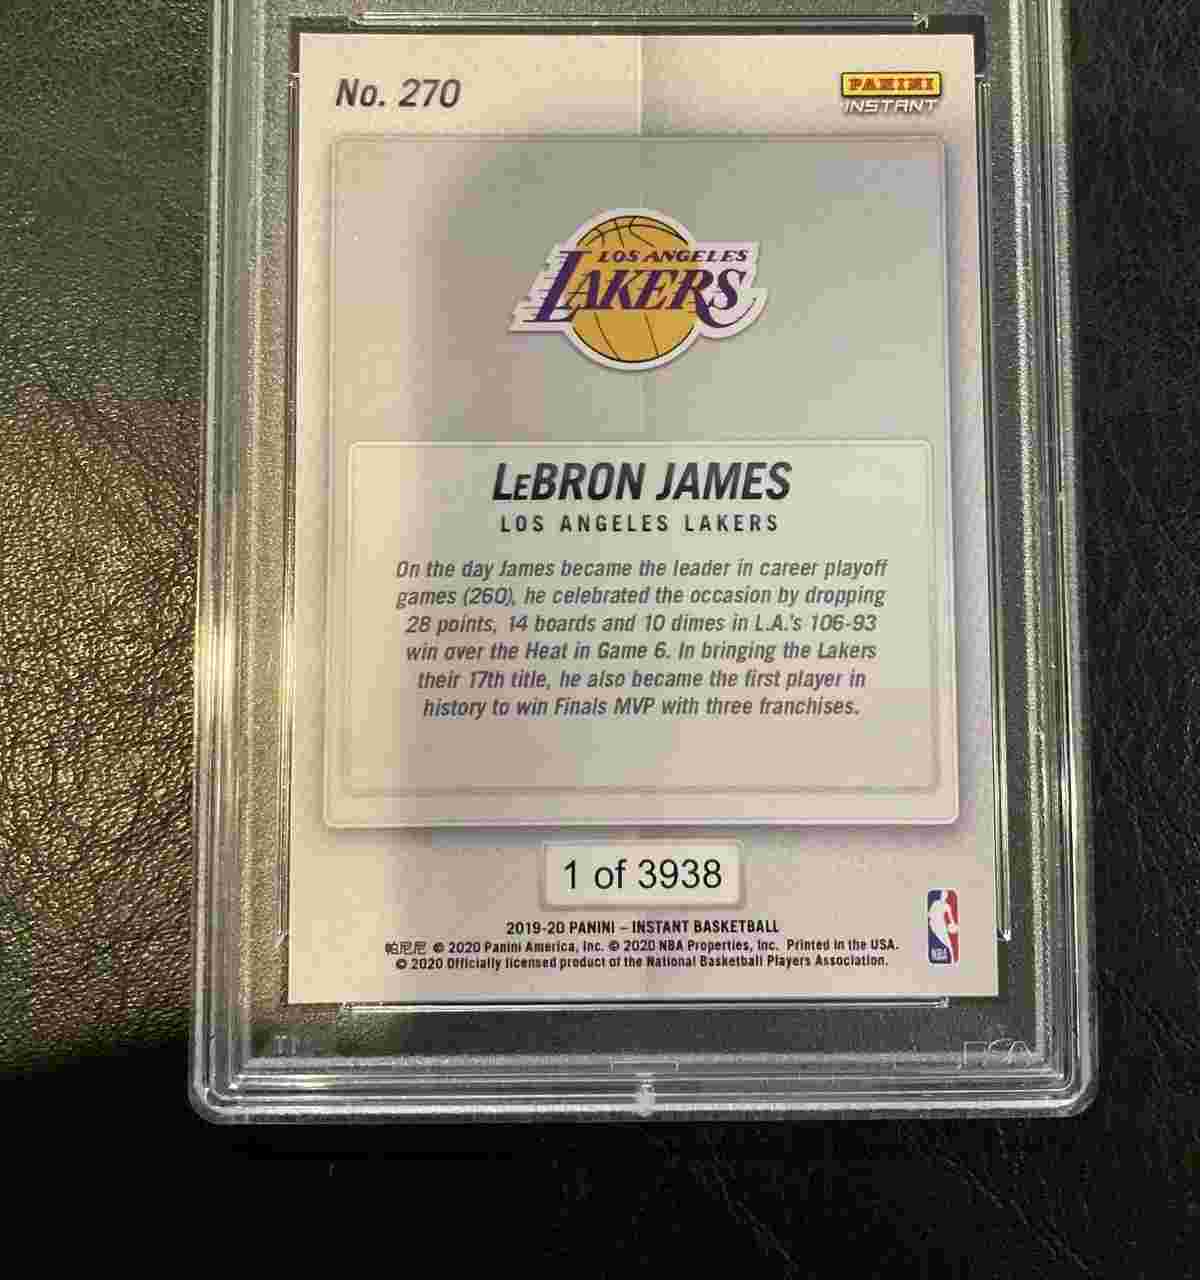 No. 270
PANINI
INSTANT
LOS ANGELES
LAKERS
LeBRON JAMES
LOS ANGELES LAKERS
On the day James became the leader in career playoff
games (260), he celebrated the occasion by dropping
28 points, 14 boards and 10 dimes in L.A.'s 106-93
win over the Heat in Game 6. In bringing the Lakers
their 17th title, he also became the first player in
history to win Finals MVP with three franchises.
1 of 3938
2019-20 PANINI – INSTANT BASKETBALL
帕尼尼 © 2020 Panini America, Inc. © 2020 NBA Properties, Inc. Printed in the USA.
© 2020 Officially licensed product of the National Basketball Players Association.
NBA
PSA